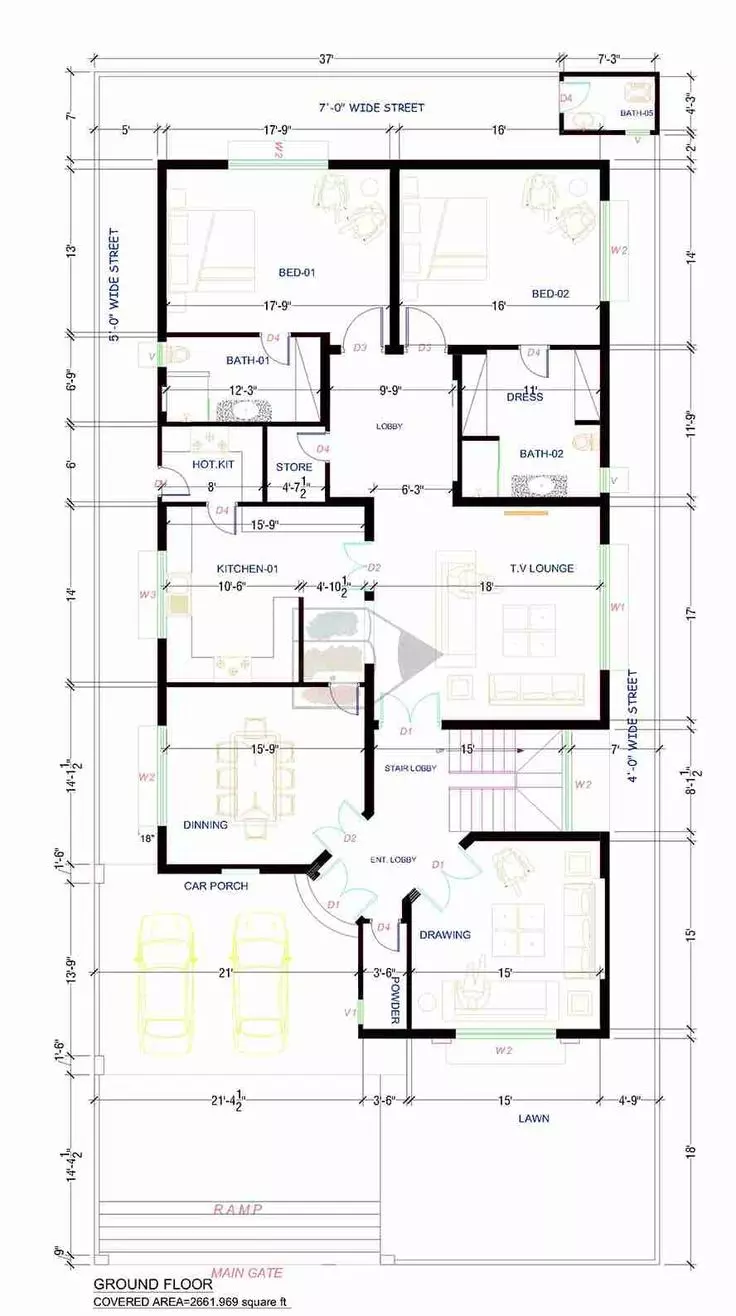 37'
7'-3"
7'-0" WIDE STREET
D4
BATH-05
4'-3"
V
7'
5'
17'-9"
16'
2'
W2
5'-0" WIDE STREET
13'
BED-01
BED-02
W2
14'
17'-9"
16'
D4
D3
D3
D4
V
BATH-01
6'-9"
12'-3"
9'-9"
11'
DRESS
LOBBY
11'-9"
D4
BATH-02
HOT.KIT
STORE
6'
8'
4'-7 1/2"
6'-3"
V
D4
D4
15'-9"
KITCHEN-01
D2
T.V LOUNGE
10'-6"
4'-10 1/2"
18'
14'
W3
W1
17'
4'-0" WIDE STREET
D1
15'-9"
15'
7'
STAIR LOBBY
14'-1 1/2"
W2
W2
8'-1 1/2"
DINNING
18"
D2
ENT. LOBBY
D1
1'-6"
CAR PORCH
D1
D4
DRAWING
15'
13'-9"
21'
3'-6"
15'
POWDER
V1
1'-6"
W2
21'-4 1/2"
3'-6"
15'
4'-9"
LAWN
14'-4 1/2"
18'
RAMP
9"
MAIN GATE
GROUND FLOOR
COVERED AREA=2661.969 square ft